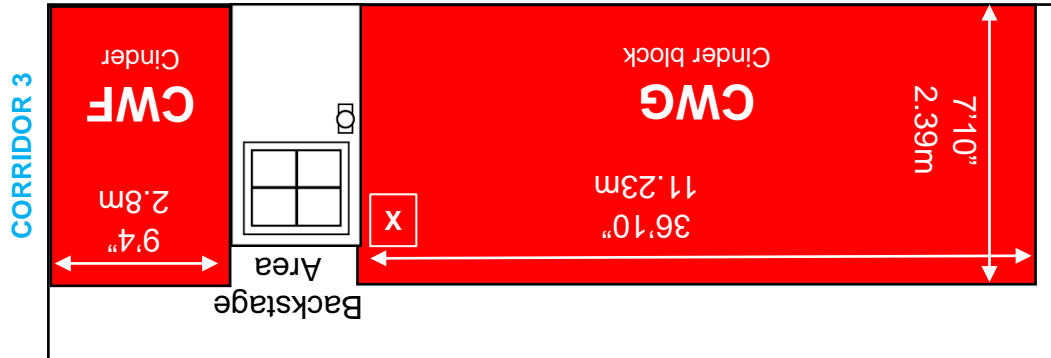 CORRIDOR 3
Backstage
Area
36'10"
11.23m
CWG
Cinder block
7'10"
2.39m
X
9'4"
2.8m
CWF
Cinder